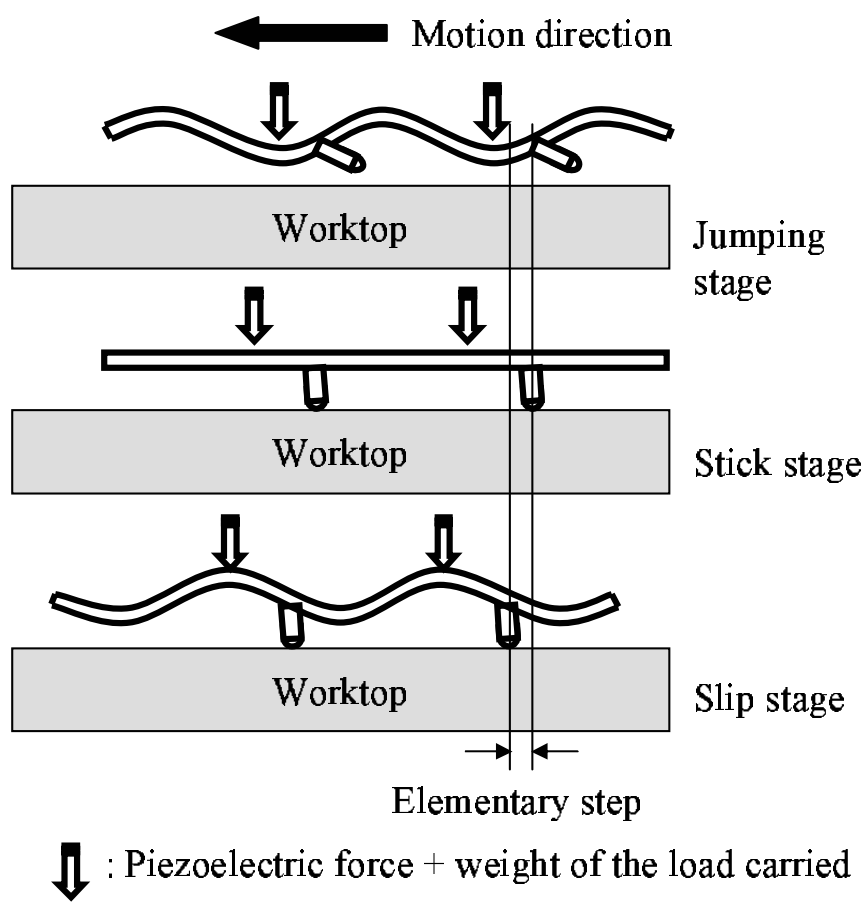 Motion direction
Worktop
Jumping
stage
Worktop
Stick stage
Worktop
Slip stage
Elementary step
: Piezoelectric force + weight of the load carried